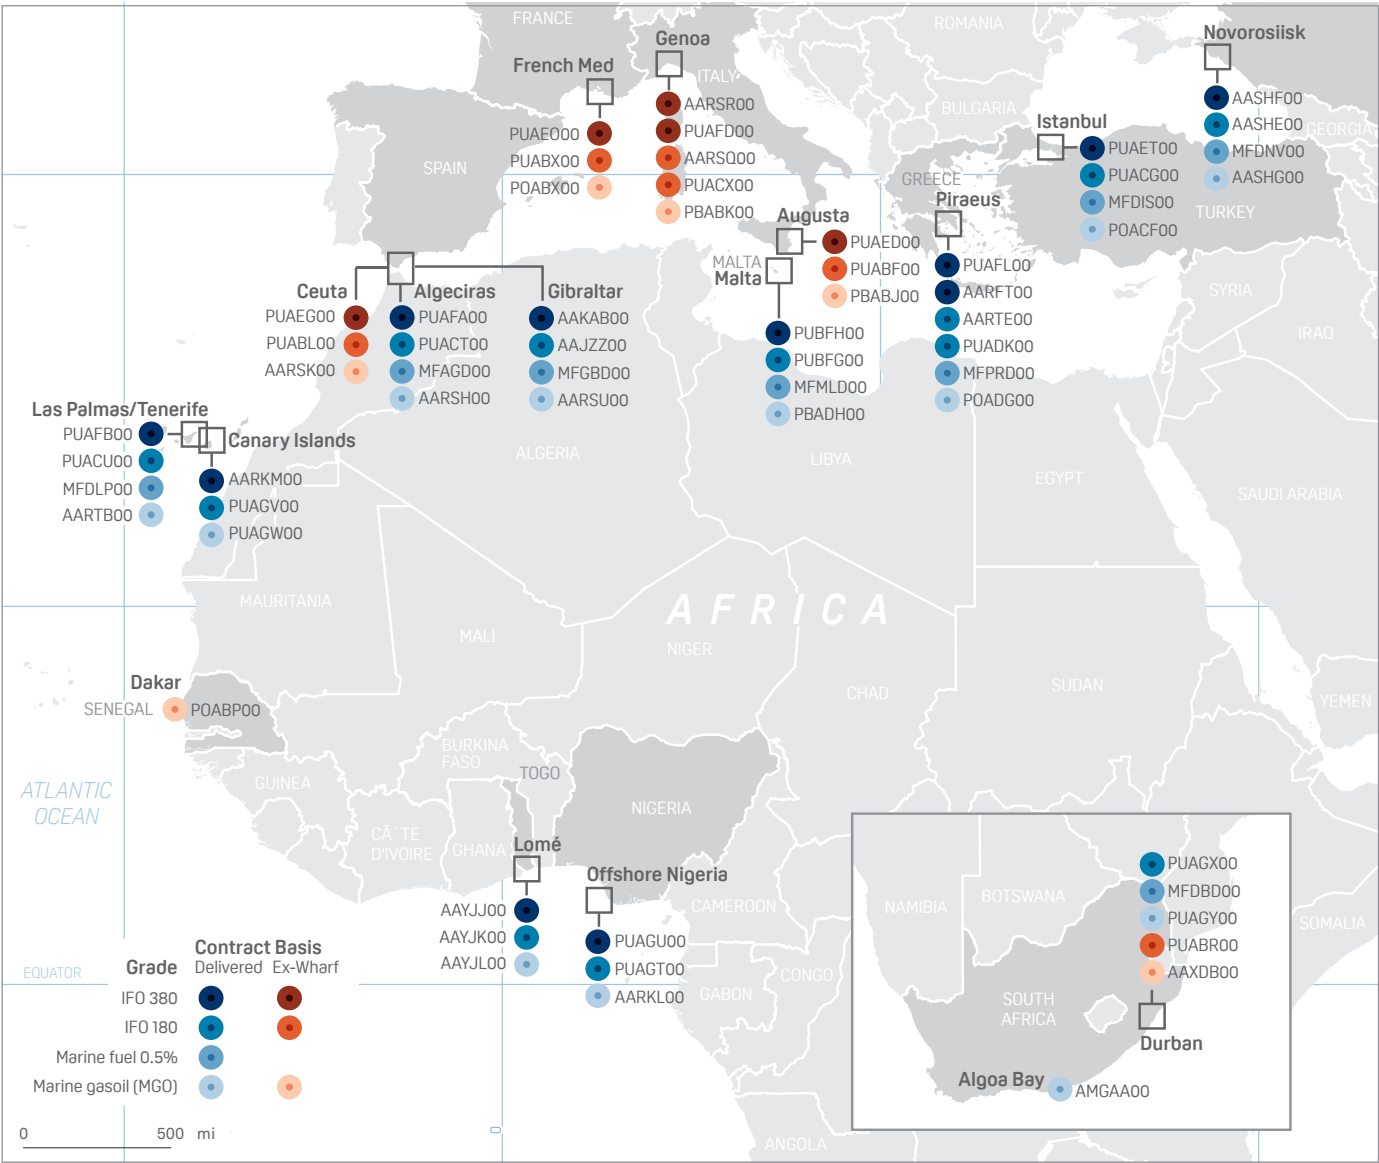 FRANCE
ROMANIA
ITALY
BULGARIA
GEORGIA
SPAIN
GREECE
TURKEY
SYRIA
IRAQ
Genoa
AARSR00
PUAFD00
AARSQ00
PUACX00
PBABK00
French Med
PUAEO00
PUABX00
POABX00
Novorosiisk
AASHF00
AASHE00
MFDNV00
AASHG00
Istanbul
PUAET00
PUACG00
MFDIS00
POACF00
Piraeus
PUAFL00
AARFT00
AARTE00
PUADK00
MFPRD00
POADG00
Augusta
PUAED00
PUABF00
PBABJ00
MALTA
Malta
PUBFH00
PUBFG00
MFMLD00
PBADH00
Ceuta
PUAEG00
PUABL00
AARSK00
Algeciras
PUAFA00
PUACT00
MFAGD00
AARSH00
Gibraltar
AAKAB00
AAJZZ00
MFGBD00
AARSU00
Las Palmas/Tenerife
PUAFB00
PUACU00
MFDLP00
AARTB00
Canary Islands
AARKM00
PUAGV00
PUAGW00
ALGERIA
LIBYA
EGYPT
SAUDI ARABIA
MAURITANIA
MALI
AFRICA
NIGER
CHAD
SUDAN
YEMEN
Dakar
SENEGAL
POABP00
BURKINA
FASO
TOGO
GUINEA
NIGERIA
ATLANTIC
OCEAN
CÃ´TE
D'IVOIRE
GHANA
Lomé
AAYJJ00
AAYJK00
AAYJL00
Offshore Nigeria
PUAGU00
PUAGT00
AARKL00
CAMEROON
CONGO
GABON
SOMALIA
ANGOLA
EQUATOR
Contract Basis
Grade Delivered Ex-Wharf
IFO 380
IFO 180
Marine fuel 0.5%
Marine gasoil (MGO)
0 500 mi
0
PUAGX00
MFDBD00
PUAGY00
PUABR00
AAXDB00
Durban
NAMIBIA
BOTSWANA
SOUTH
AFRICA
Algoa Bay
AMGAA00